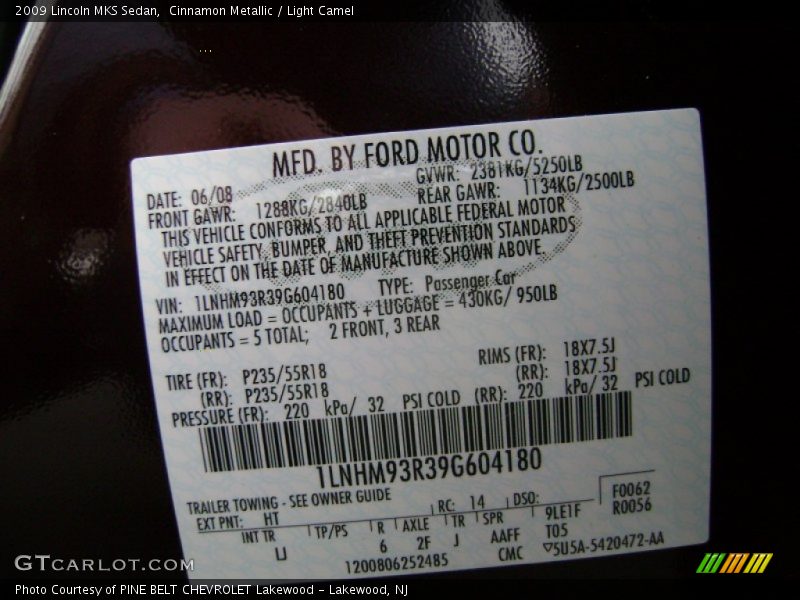 2009 Lincoln MKS Sedan,  Cinnamon Metallic / Light Camel
...
MFD. BY FORD MOTOR CO.
DATE: 06/08 GVWR: 2381KG/5250LB
FRONT GAWR: 1288KG/2840LB REAR GAWR: 1134KG/2500LB
THIS VEHICLE CONFORMS TO ALL APPLICABLE FEDERAL MOTOR
VEHICLE SAFETY, BUMPER, AND THEFT PREVENTION STANDARDS
IN EFFECT ON THE DATE OF MANUFACTURE SHOWN ABOVE.
VIN: 1LNHM93R39G604180 TYPE: Passenger Car
MAXIMUM LOAD = OCCUPANTS + LUGGAGE = 430KG/ 950LB
OCCUPANTS = 5 TOTAL; 2 FRONT, 3 REAR
TIRE (FR): P235/55R18 RIMS (FR): 18X7.5J
(RR): P235/55R18 (RR): 18X7.5J
PRESSURE (FR): 220 kPa/ 32 PSI COLD (RR): 220 kPa/ 32 PSI COLD
1LNHM93R39G604180
TRAILER TOWING - SEE OWNER GUIDE
EXT PNT: HT RC: 14 DSO: F0062
R0056
INT TR TP/PS R AXLE TR SPR 9LE1F
IJ 6 2F J AAFF T05
1200806252485 CMC ▽5U5A-5420472-AA
GTCarLot.com
Photo Courtesy of PINE BELT CHEVROLET Lakewood - Lakewood, NJ